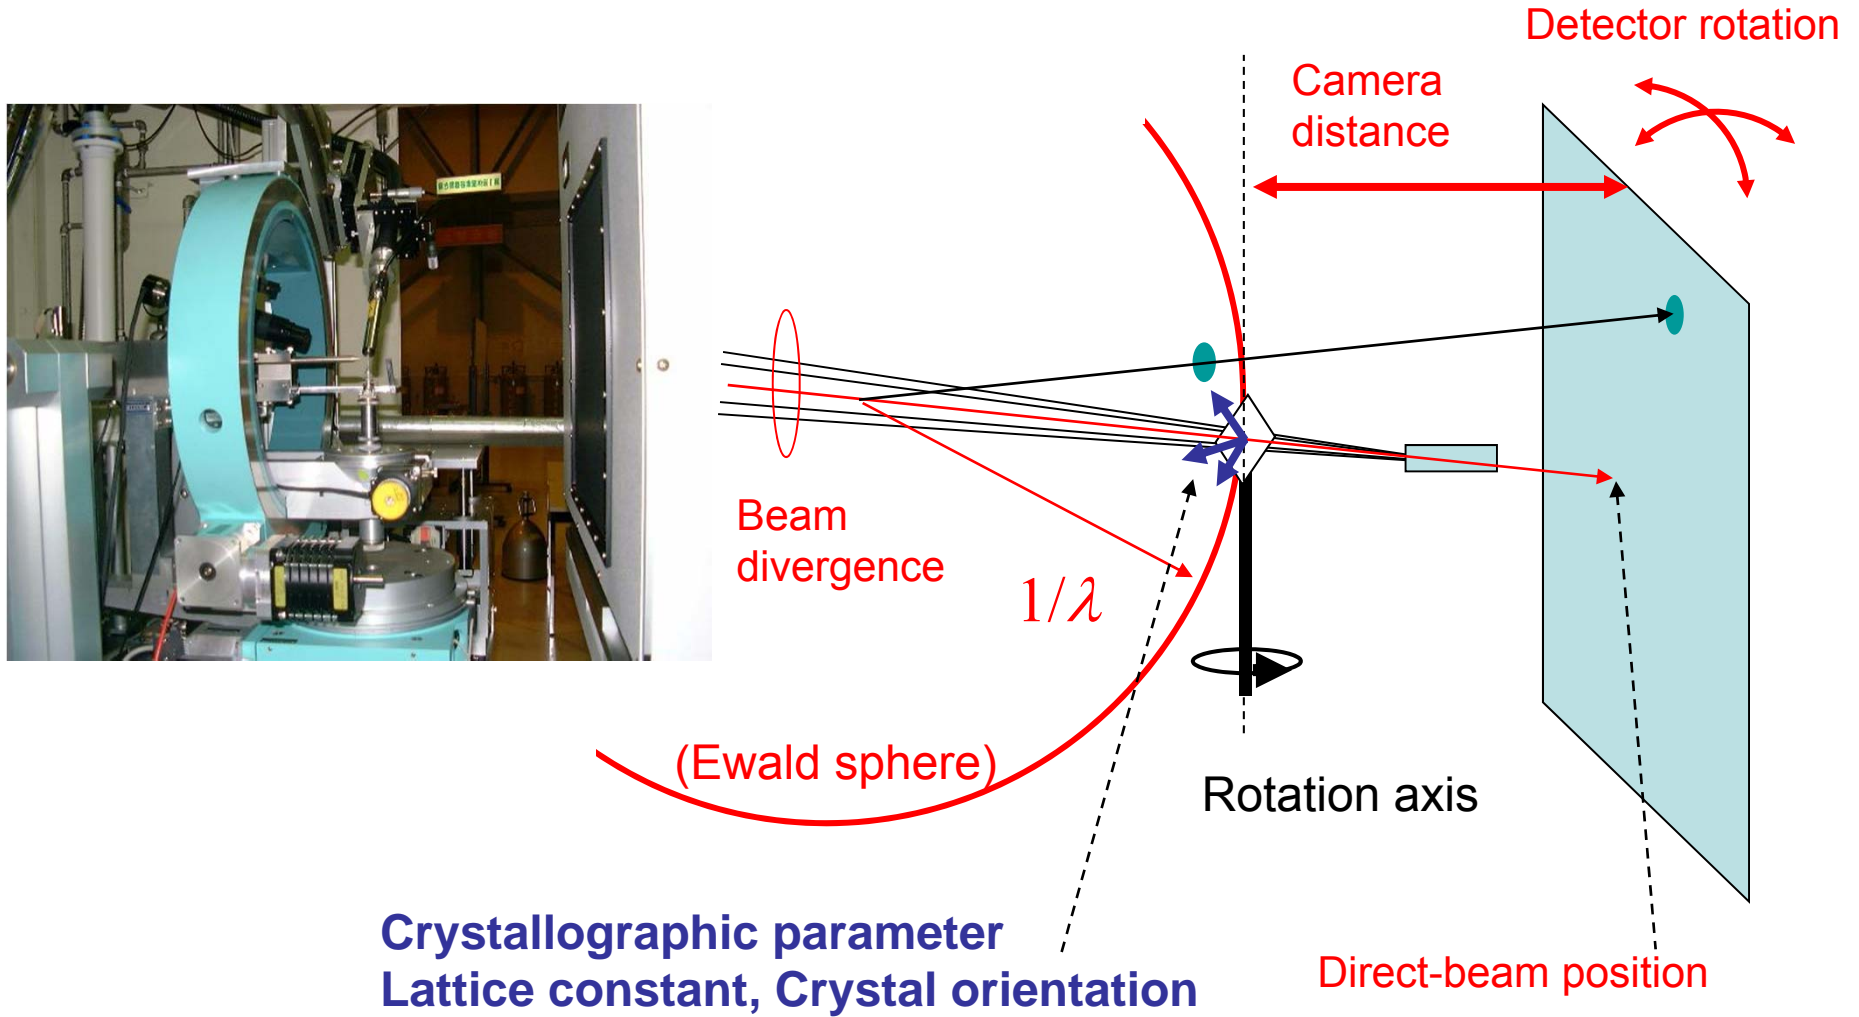 Detector rotation
Camera
distance
Beam
divergence
1/λ
(Ewald sphere)
Rotation axis
Crystallographic parameter
Lattice constant, Crystal orientation
Direct-beam position